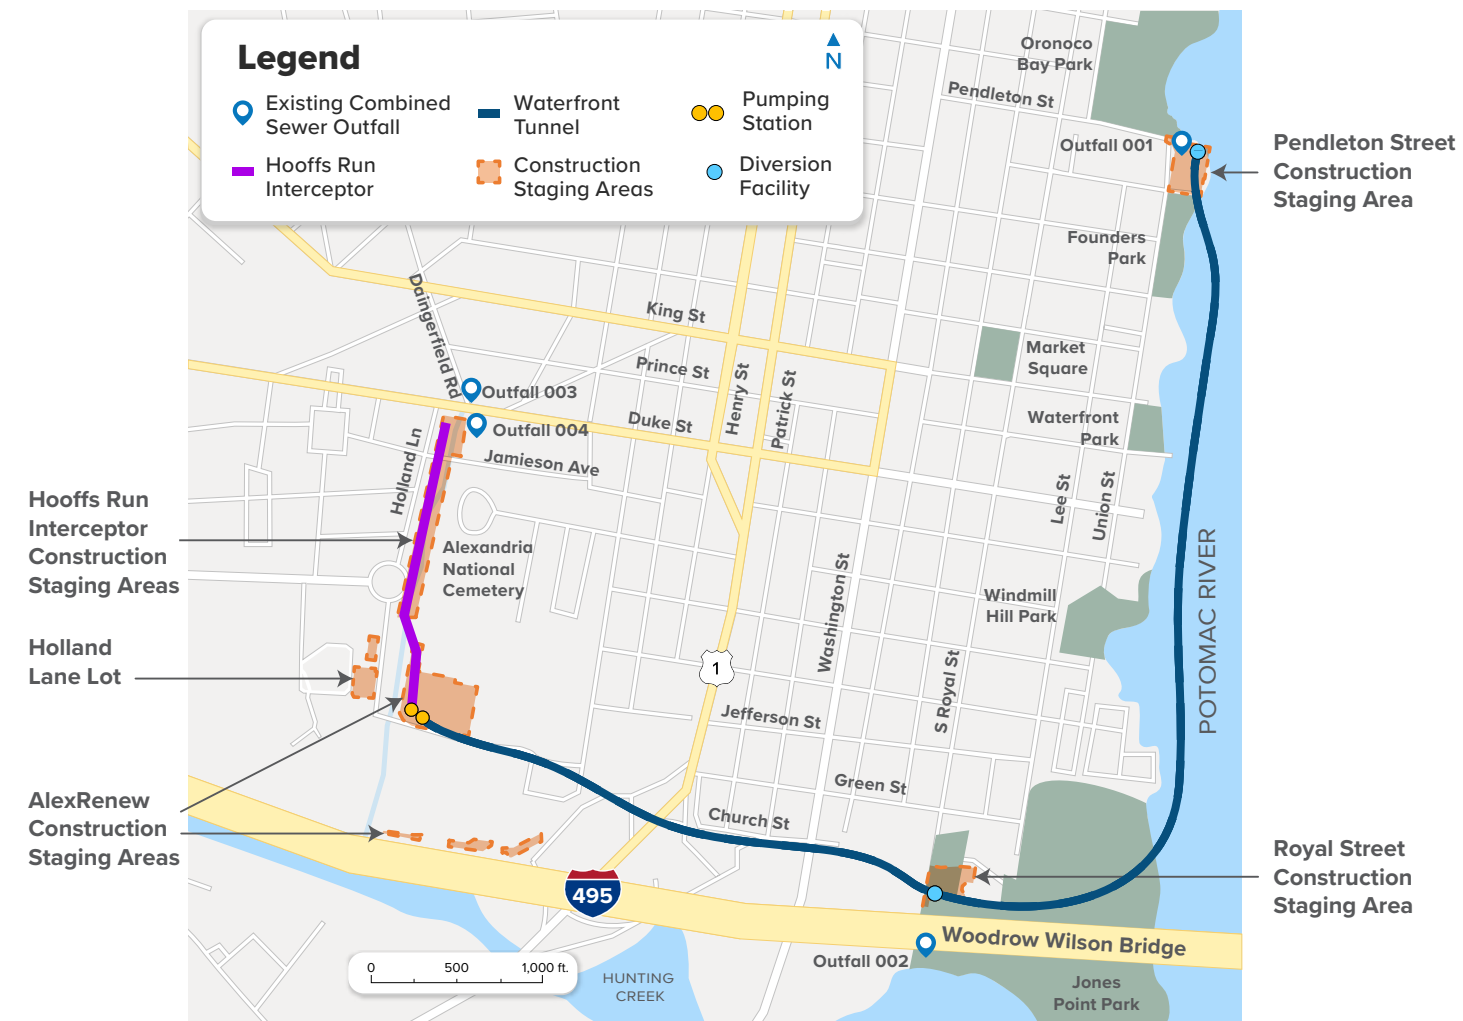 Legend
N
Existing Combined
Sewer Outfall
Waterfront
Tunnel
Pumping
Station
Hooffs Run
Interceptor
Construction
Staging Areas
Diversion
Facility
Oronoco
Bay Park
Pendleton St
Outfall 001
Pendleton Street
Construction
Staging Area
Founders
Park
Daingerfield Rd
King St
Market
Square
Prince St
Henry St
Patrick St
Outfall 003
Duke St
Outfall 004
Waterfront
Park
Holland Ln
Jamieson Ave
Lee St
Union St
Hooffs Run
Interceptor
Construction
Staging Areas
Alexandria
National
Cemetery
Washington St
Windmill
Hill Park
POTOMAC RIVER
Holland
Lane Lot
1
S Royal St
Jefferson St
Green St
Church St
AlexRenew
Construction
Staging Areas
Royal Street
Construction
Staging Area
495
Woodrow Wilson Bridge
Outfall 002
0 500 1,000 ft.
HUNTING
CREEK
Jones
Point Park